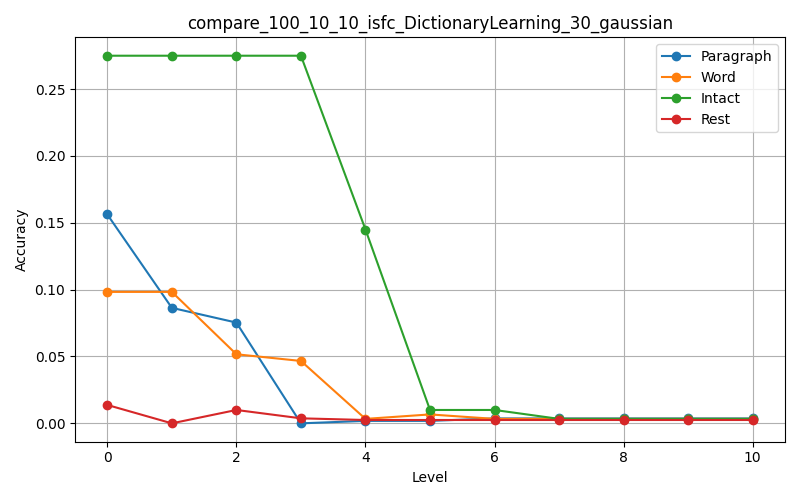 compare_100_10_10_isfc_DictionaryLearning_30_gaussian
Paragraph
Word
Intact
Rest
Accuracy
0.25
0.20
0.15
0.10
0.05
0.00
0 2 4 6 8 10
Level